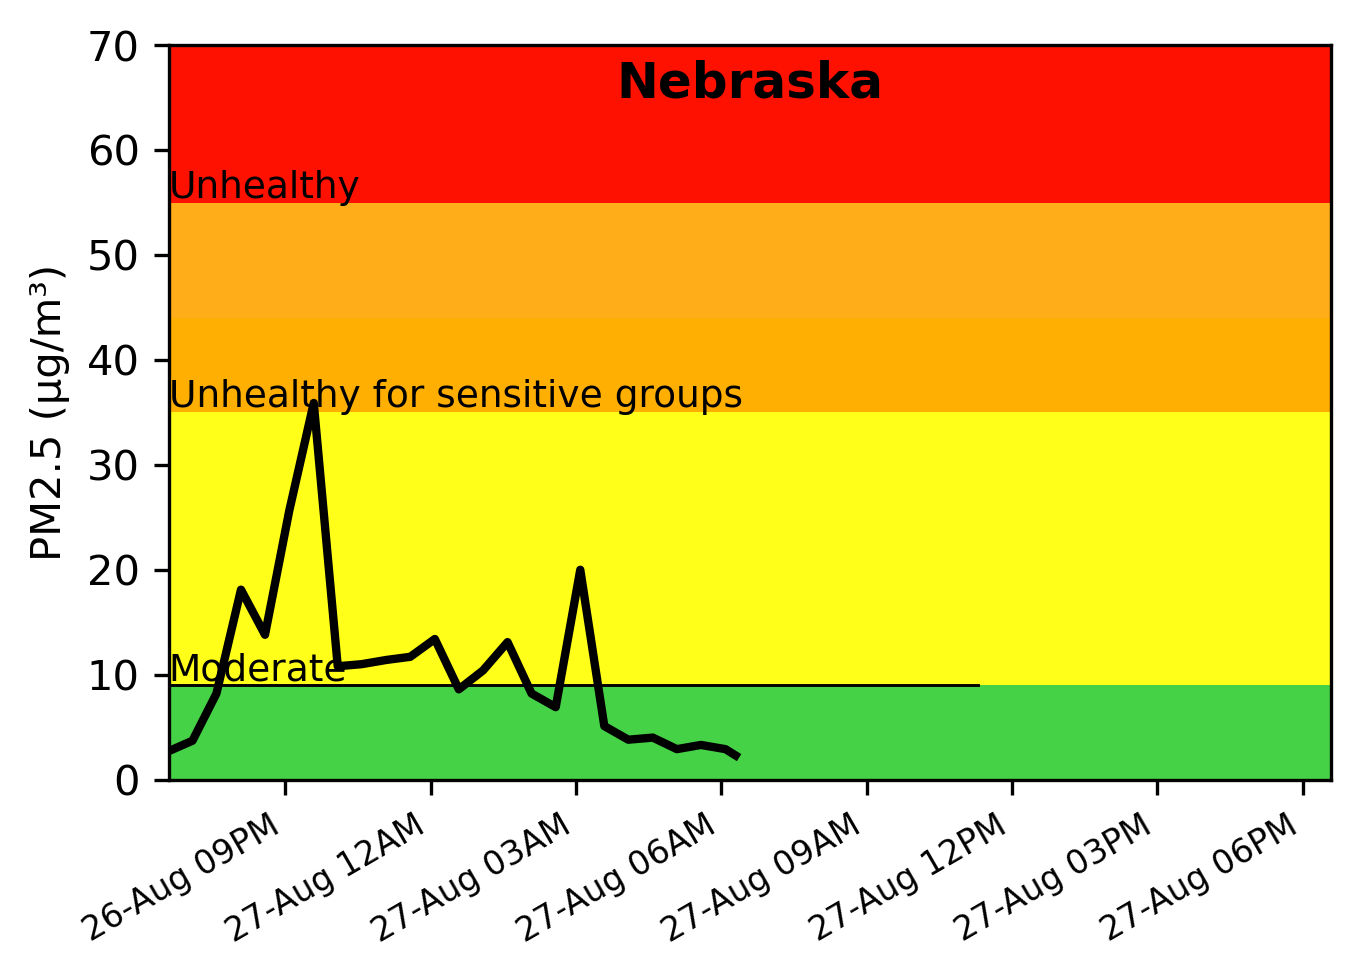 Nebraska
PM2.5 (µg/m³)
70
60
50
40
30
20
10
0
Unhealthy
Unhealthy for sensitive groups
Moderate
26-Aug 09PM
27-Aug 12AM
27-Aug 03AM
27-Aug 06AM
27-Aug 09AM
27-Aug 12PM
27-Aug 03PM
27-Aug 06PM